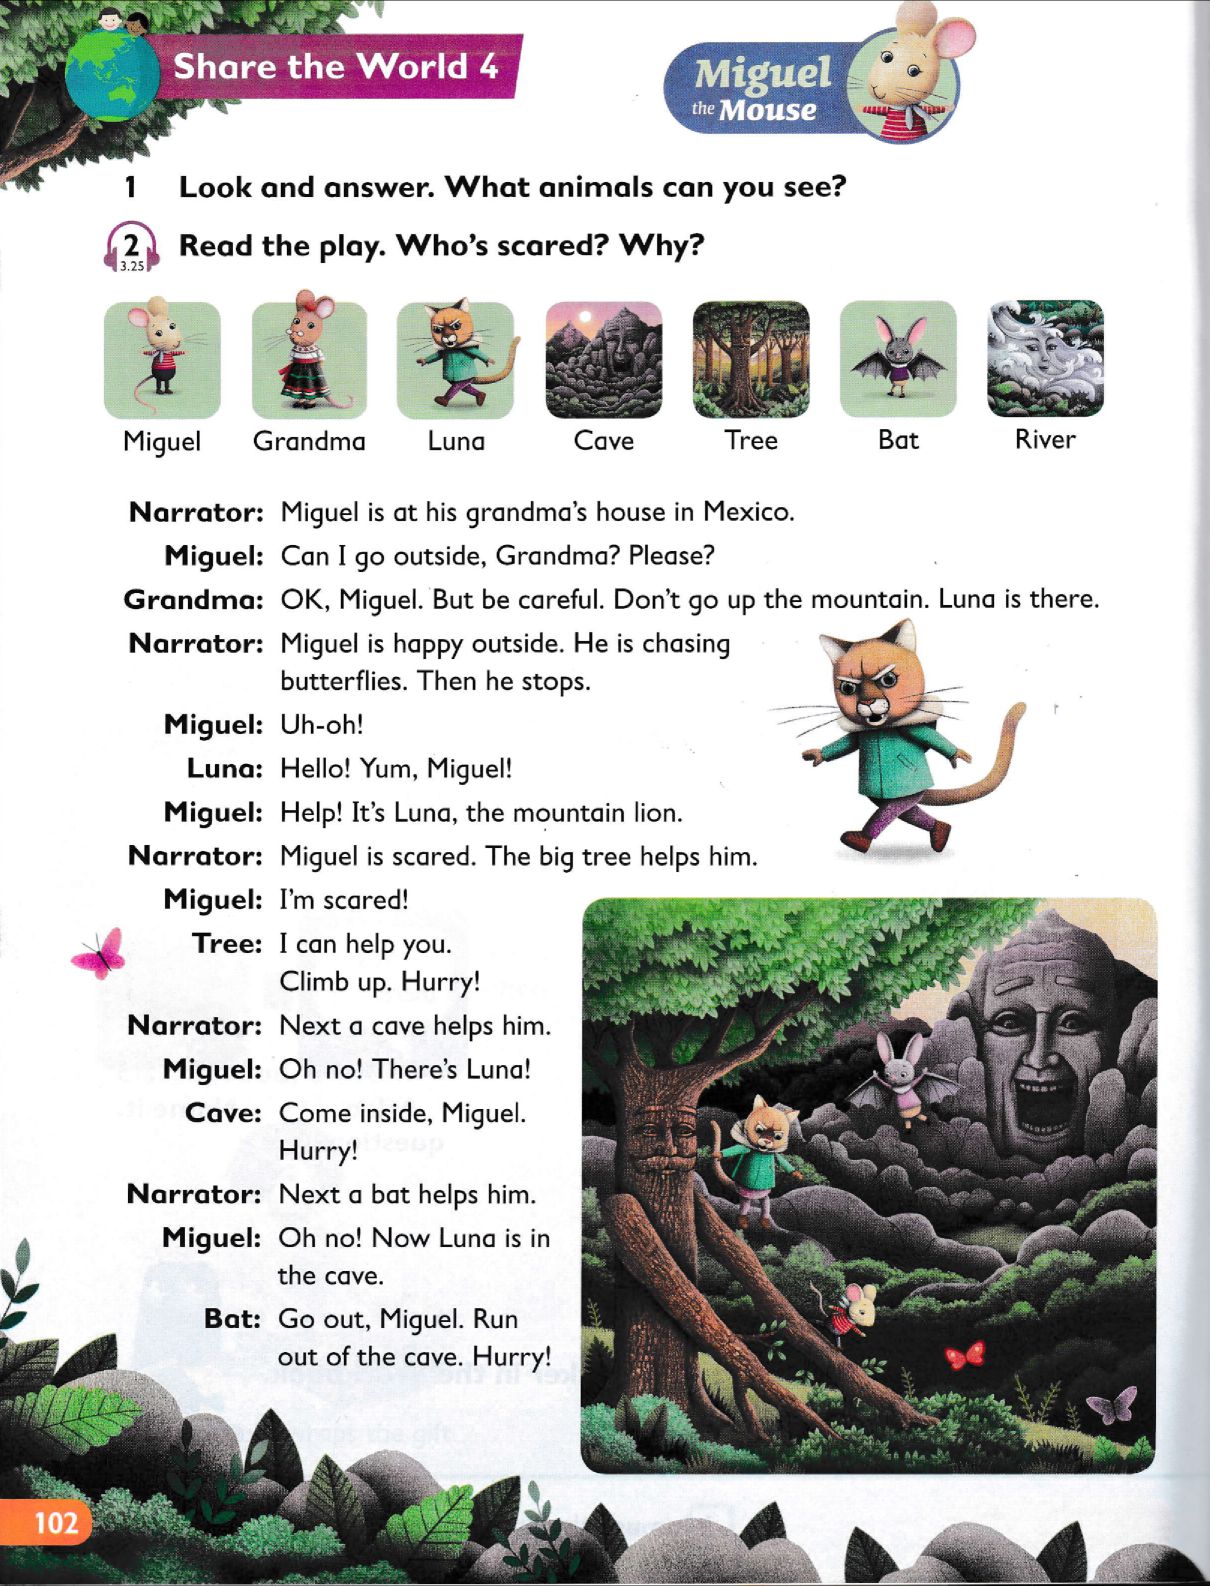 Share the World 4
Miguel
the Mouse
1 Look and answer. What animals can you see?
2 Read the play. Who's scared? Why?
3.25
Miguel Grandma Luna Cave Tree Bat River
Narrator: Miguel is at his grandma's house in Mexico.
Miguel: Can I go outside, Grandma? Please?
Grandma: OK, Miguel. But be careful. Don't go up the mountain. Luna is there.
Narrator: Miguel is happy outside. He is chasing
butterflies. Then he stops.
Miguel: Uh-oh!
Luna: Hello! Yum, Miguel!
Miguel: Help! It's Luna, the mountain lion.
Narrator: Miguel is scared. The big tree helps him.
Miguel: I'm scared!
Tree: I can help you.
Climb up. Hurry!
Narrator: Next a cave helps him.
Miguel: Oh no! There's Luna!
Cave: Come inside, Miguel.
Hurry!
Narrator: Next a bat helps him.
Miguel: Oh no! Now Luna is in
the cave.
Bat: Go out, Miguel. Run
out of the cave. Hurry!
102